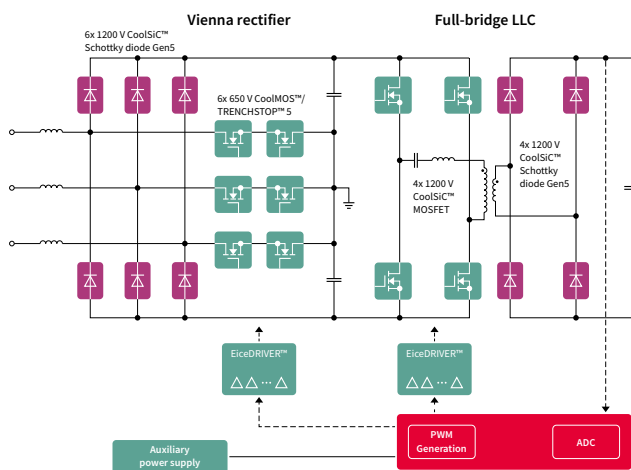 Vienna rectifier
Full-bridge LLC
6x 1200 V CoolSiC™
Schottky diode Gen5
6x 650 V CoolMOS™/
TRENCHSTOP™ 5
4x 1200 V
CoolSiC™
MOSFET
4x 1200 V
CoolSiC™
Schottky
diode Gen5
EiceDRIVER™
EiceDRIVER™
PWM
Generation
ADC
Auxiliary
power supply